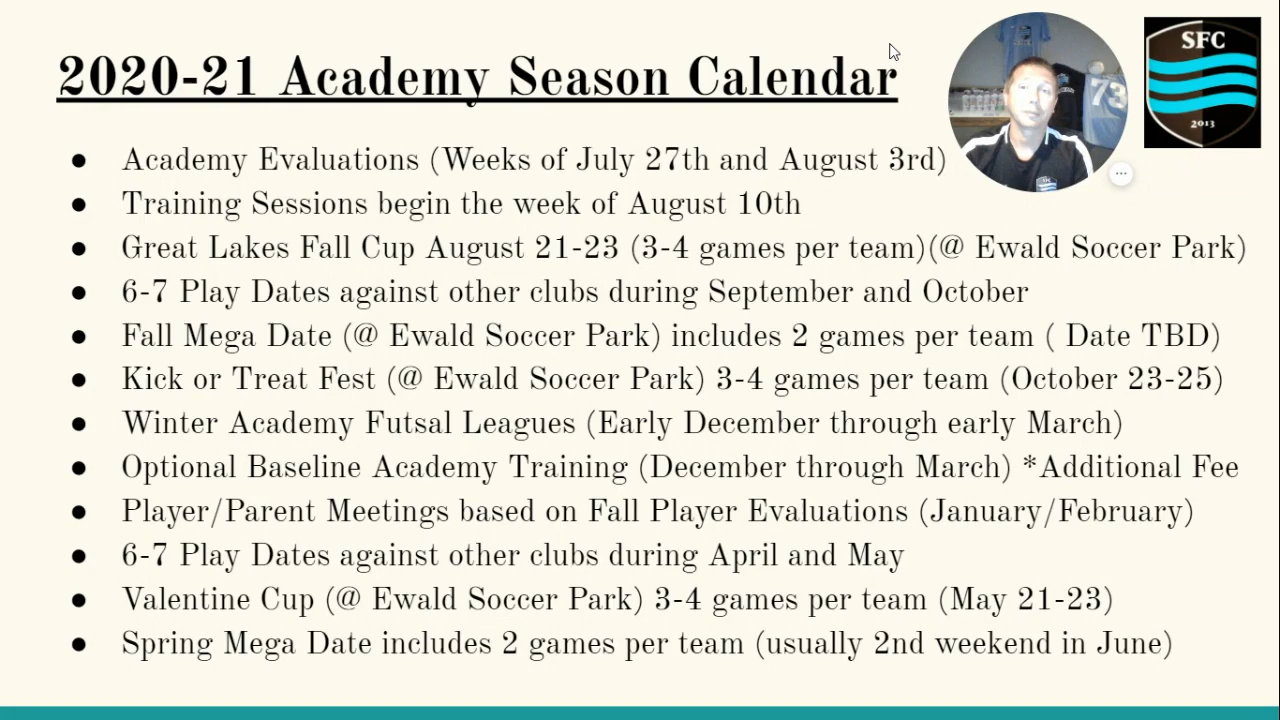 2020-21 Academy Season Calendar
SFC
2013
73
SFC
● Academy Evaluations (Weeks of July 27th and August 3rd)
● Training Sessions begin the week of August 10th
● Great Lakes Fall Cup August 21-23 (3-4 games per team)(@ Ewald Soccer Park)
● 6-7 Play Dates against other clubs during September and October
● Fall Mega Date (@ Ewald Soccer Park) includes 2 games per team ( Date TBD)
● Kick or Treat Fest (@ Ewald Soccer Park) 3-4 games per team (October 23-25)
● Winter Academy Futsal Leagues (Early December through early March)
● Optional Baseline Academy Training (December through March) *Additional Fee
● Player/Parent Meetings based on Fall Player Evaluations (January/February)
● 6-7 Play Dates against other clubs during April and May
● Valentine Cup (@ Ewald Soccer Park) 3-4 games per team (May 21-23)
● Spring Mega Date includes 2 games per team (usually 2nd weekend in June)